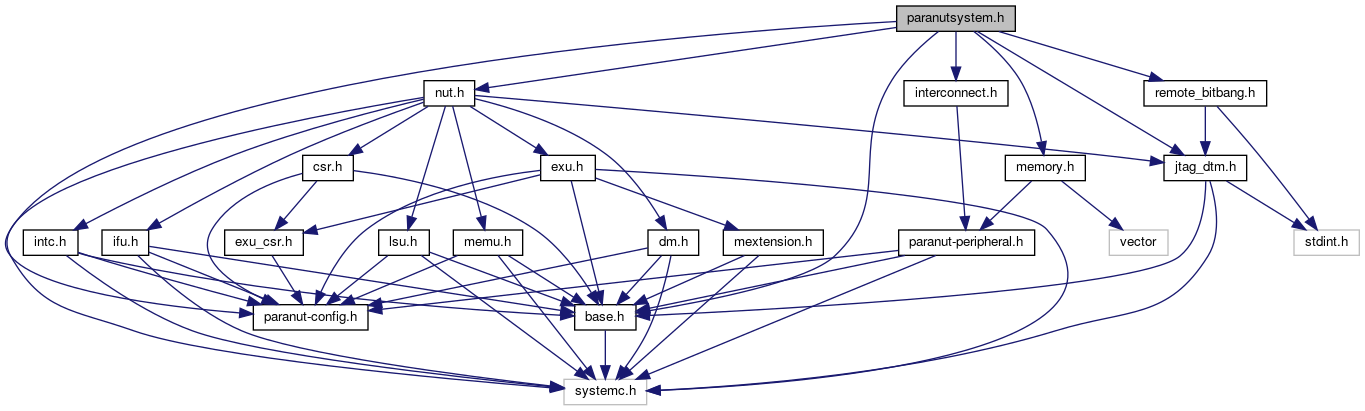 paranutsystem.h
nut.h
interconnect.h
remote_bitbang.h
csr.h
exu.h
memory.h
jtag_dtm.h
intc.h
ifu.h
exu_csr.h
lsu.h
memu.h
dm.h
mextension.h
paranut-peripheral.h
vector
stdint.h
paranut-config.h
base.h
systemc.h